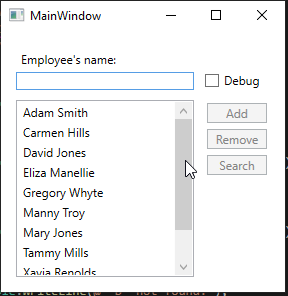 MainWindow
Employee's name:
Debug
Adam Smith
Carmen Hills
David Jones
Eliza Manellie
Gregory Whyte
Manny Troy
Mary Jones
Tammy Mills
Xavia Renolds
Add
Remove
Search